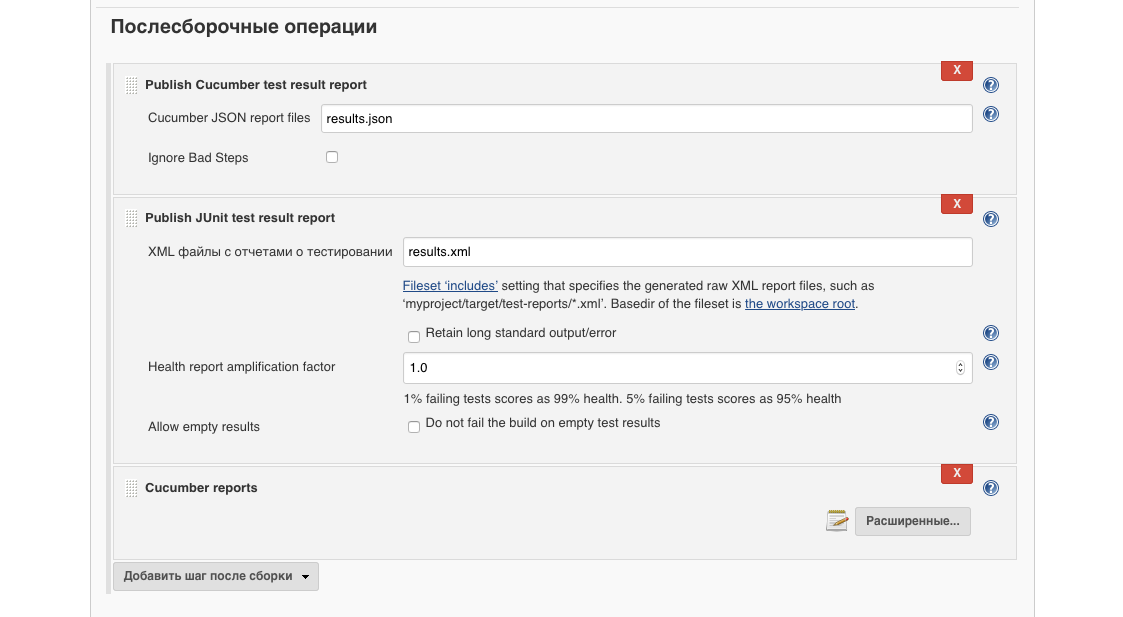 Послесборочные операции
X
Publish Cucumber test result report
?
Cucumber JSON report files results.json
?
Ignore Bad Steps
X
Publish JUnit test result report
?
XML файлы с отчетами о тестировании results.xml
Fileset ‘includes’ setting that specifies the generated raw XML report files, such as
‘myproject/target/test-reports/*.xml’. Basedir of the fileset is the workspace root.
Retain long standard output/error
?
Health report amplification factor 1.0
?
1% failing tests scores as 99% health. 5% failing tests scores as 95% health
Allow empty results Do not fail the build on empty test results
?
X
Cucumber reports
?
Расширенные...
Добавить шаг после сборки